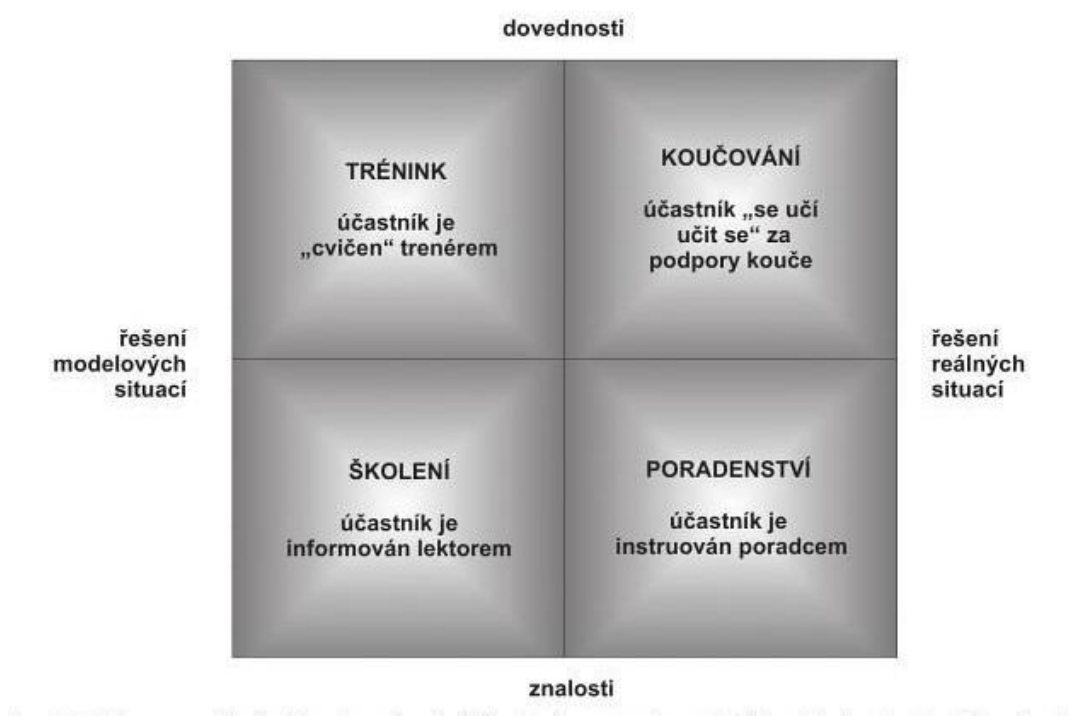 dovednosti
TRÉNINK
účastník je
„cvičen“ trenérem
KOUČOVÁNÍ
účastník „se učí
učit se“ za
podpory kouče
řešení
modelových
situací
řešení
reálných
situací
ŠKOLENÍ
účastník je
informován lektorem
PORADENSTVÍ
účastník je
instruován poradcem
znalosti